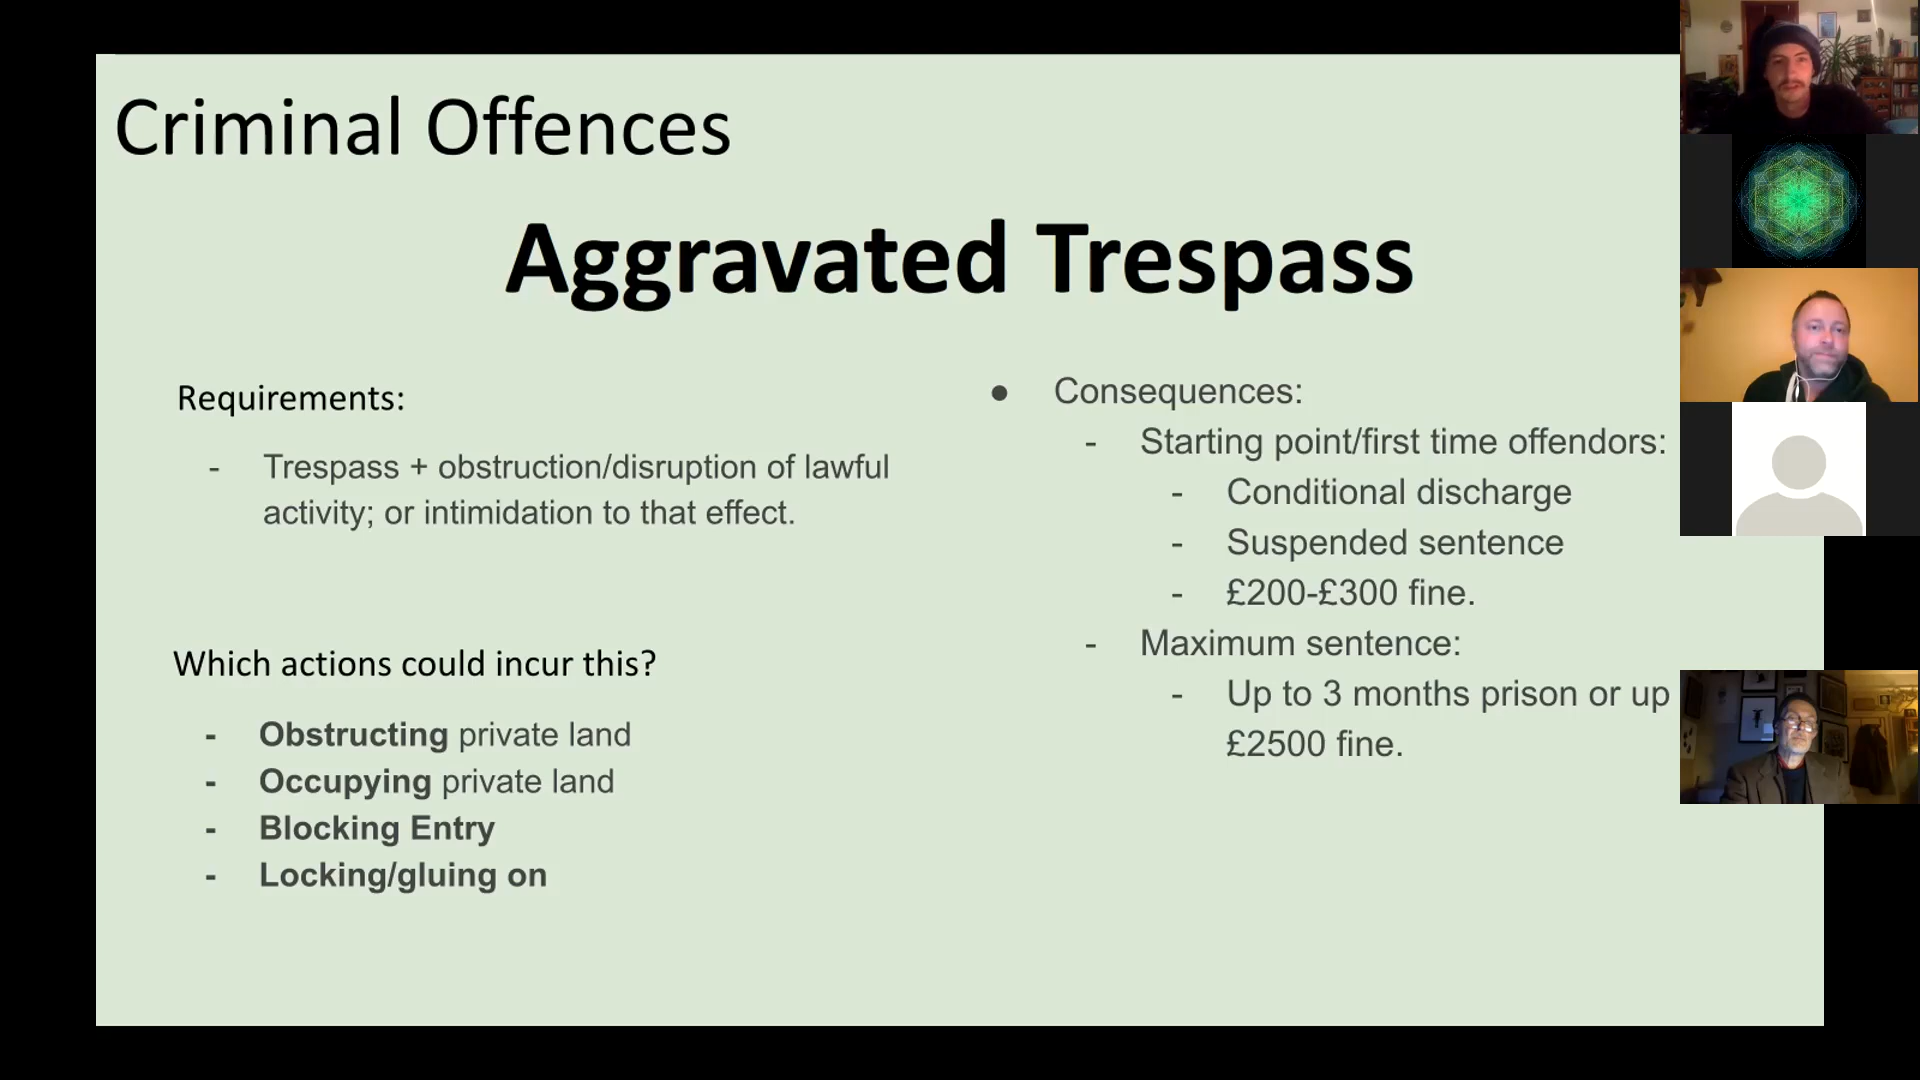 Criminal Offences
Aggravated Trespass
Requirements:
- Trespass + obstruction/disruption of lawful
activity; or intimidation to that effect.
Which actions could incur this?
- Obstructing private land
- Occupying private land
- Blocking Entry
- Locking/gluing on
● Consequences:
- Starting point/first time offendors:
- Conditional discharge
- Suspended sentence
- £200-£300 fine.
- Maximum sentence:
- Up to 3 months prison or up
£2500 fine.